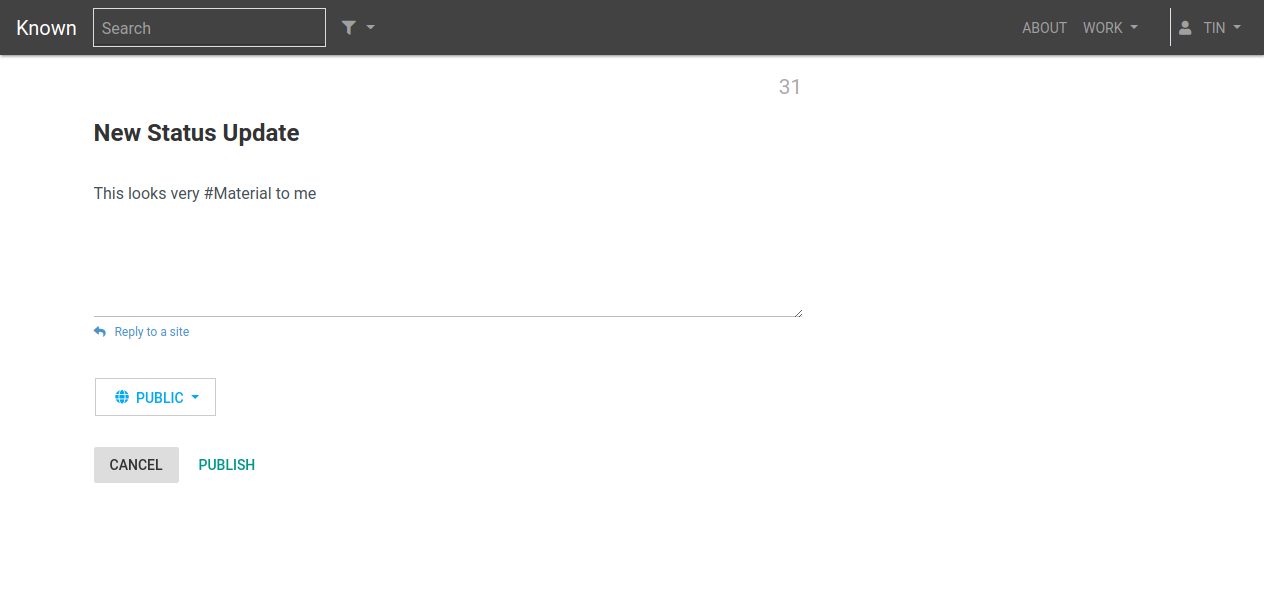 Known Search ABOUT WORK TIN
31
New Status Update
This looks very #Material to me
Reply to a site
PUBLIC
CANCEL PUBLISH